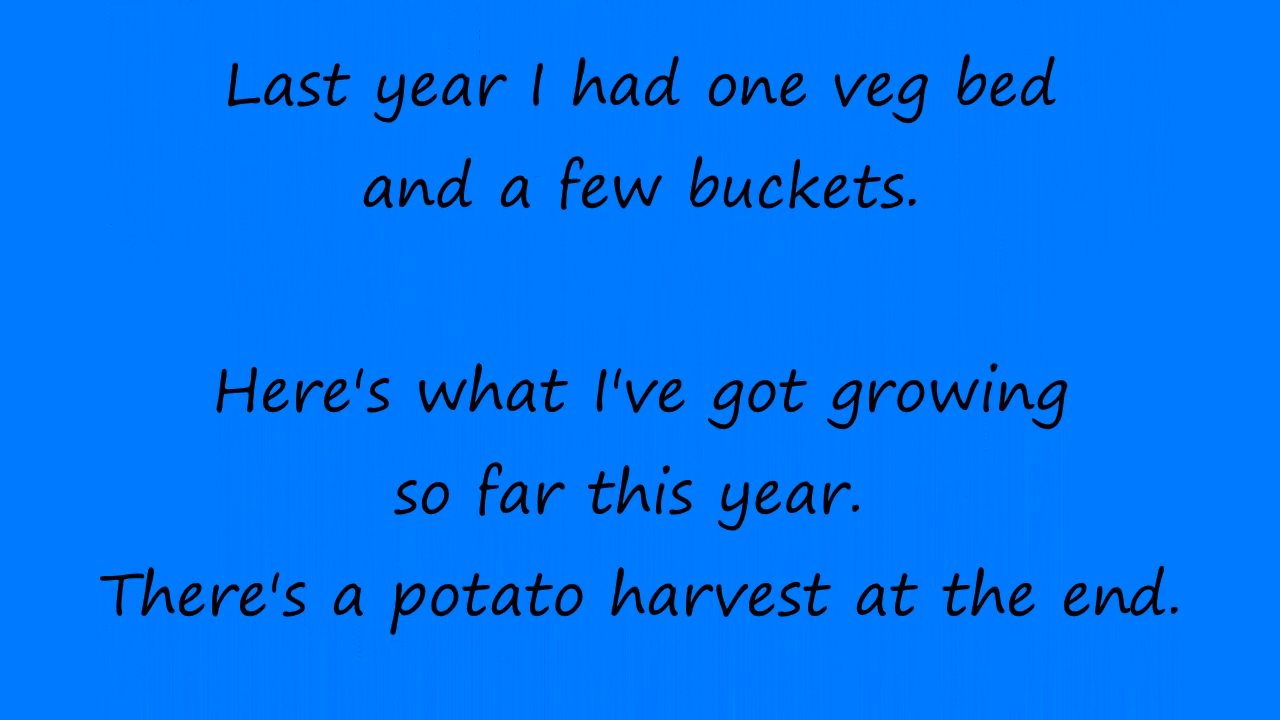 Last year I had one veg bed
and a few buckets.
Here's what I've got growing
so far this year.
There's a potato harvest at the end.